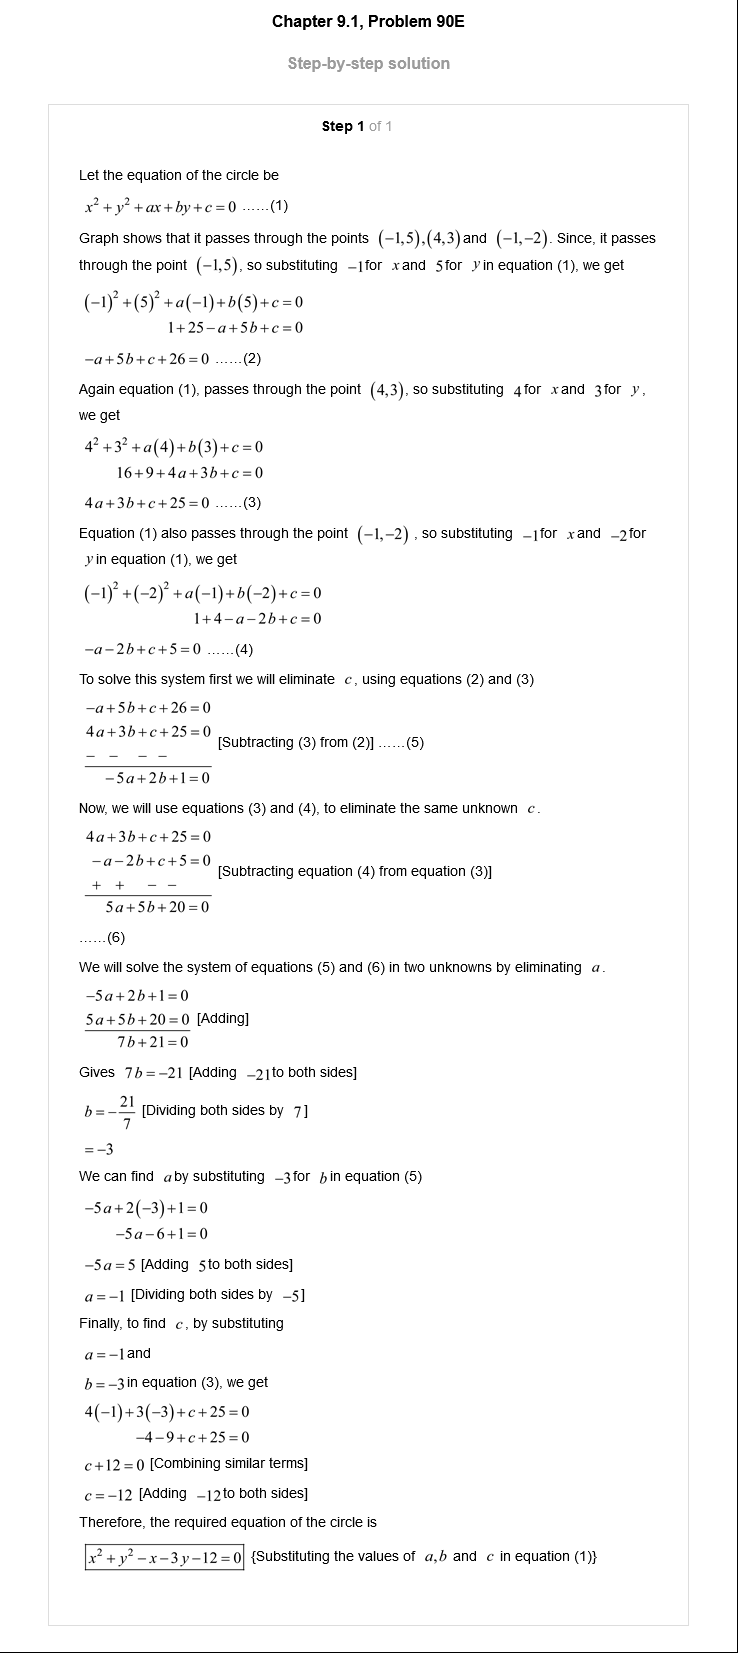 Chapter 9.1, Problem 90E
Step-by-step solution
Step 1 of 1
Let the equation of the circle be
x² + y² + ax + by + c = 0 ……(1)
Graph shows that it passes through the points (−1,5),(4,3) and (−1,−2). Since, it passes
through the point (−1,5), so substituting −1 for x and 5 for y in equation (1), we get
(−1)² + (5)² + a(−1) + b(5) + c = 0
1 + 25 − a + 5b + c = 0
−a + 5b + c + 26 = 0 ……(2)
Again equation (1), passes through the point (4,3), so substituting 4 for x and 3 for y,
we get
4² + 3² + a(4) + b(3) + c = 0
16 + 9 + 4a + 3b + c = 0
4a + 3b + c + 25 = 0 ……(3)
Equation (1) also passes through the point (−1,−2) , so substituting −1 for x and −2 for
y in equation (1), we get
(−1)² + (−2)² + a(−1) + b(−2) + c = 0
1 + 4 − a − 2b + c = 0
−a − 2b + c + 5 = 0 ……(4)
To solve this system first we will eliminate c, using equations (2) and (3)
−a + 5b + c + 26 = 0
4a + 3b + c + 25 = 0
− − − −
[Subtracting (3) from (2)] ……(5)
−5a + 2b + 1 = 0
Now, we will use equations (3) and (4), to eliminate the same unknown c.
4a + 3b + c + 25 = 0
−a − 2b + c + 5 = 0
+ + − −
[Subtracting equation (4) from equation (3)]
5a + 5b + 20 = 0
……(6)
We will solve the system of equations (5) and (6) in two unknowns by eliminating a.
−5a + 2b + 1 = 0
5a + 5b + 20 = 0 [Adding]
7b + 21 = 0
Gives 7b = −21 [Adding −21 to both sides]
b = −21/7 [Dividing both sides by 7]
= −3
We can find a by substituting −3 for b in equation (5)
−5a + 2(−3) + 1 = 0
−5a − 6 + 1 = 0
−5a = 5 [Adding 5 to both sides]
a = −1 [Dividing both sides by −5]
Finally, to find c, by substituting
a = −1 and
b = −3 in equation (3), we get
4(−1) + 3(−3) + c + 25 = 0
−4 − 9 + c + 25 = 0
c + 12 = 0 [Combining similar terms]
c = −12 [Adding −12 to both sides]
Therefore, the required equation of the circle is
x² + y² − x − 3y − 12 = 0 {Substituting the values of a,b and c in equation (1)}